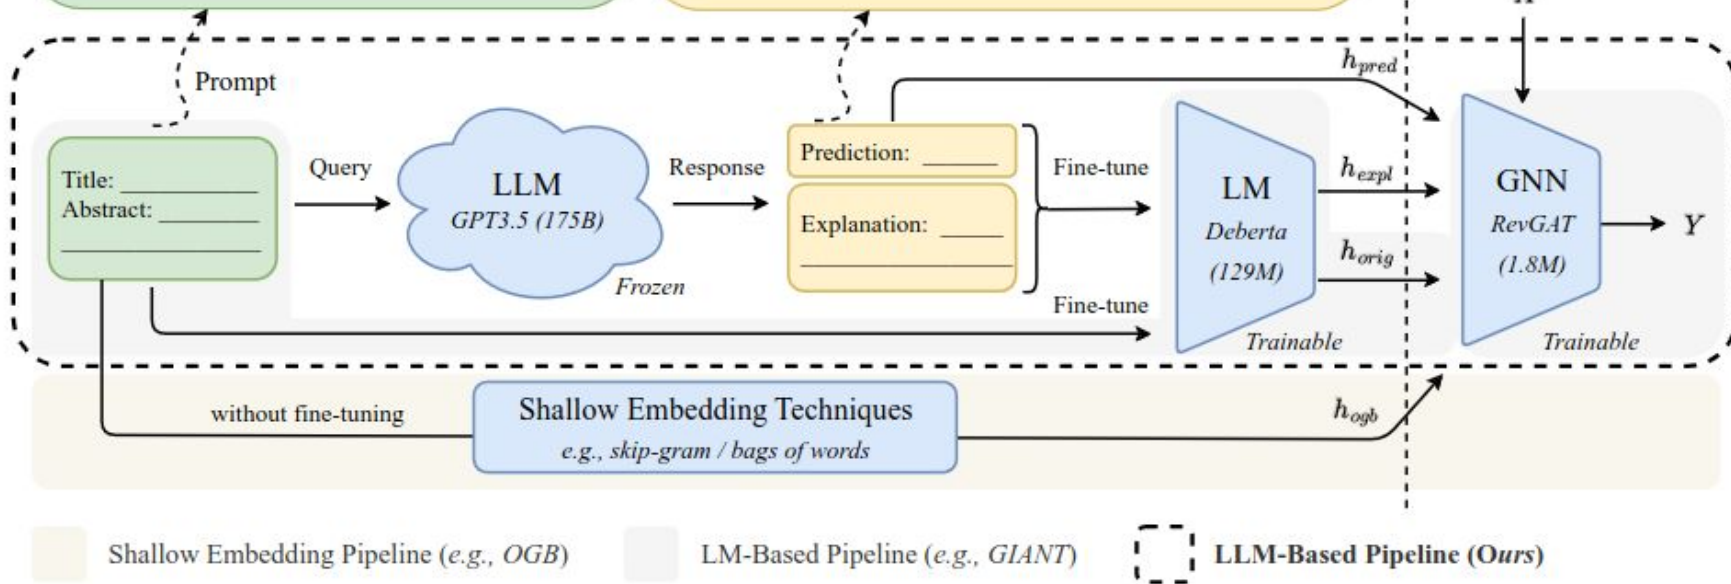 Prompt
h_pred
Title: ___________
Abstract: ________
Query
LLM
GPT3.5 (175B)
Frozen
Response
Prediction: ______
Explanation: _____
Fine-tune
Fine-tune
LM
Deberta
(129M)
Trainable
h_expl
h_orig
GNN
RevGAT
(1.8M)
Trainable
Y
without fine-tuning
Shallow Embedding Techniques
e.g., skip-gram / bags of words
h_ogb
Shallow Embedding Pipeline (e.g., OGB)
LM-Based Pipeline (e.g., GIANT)
LLM-Based Pipeline (Ours)